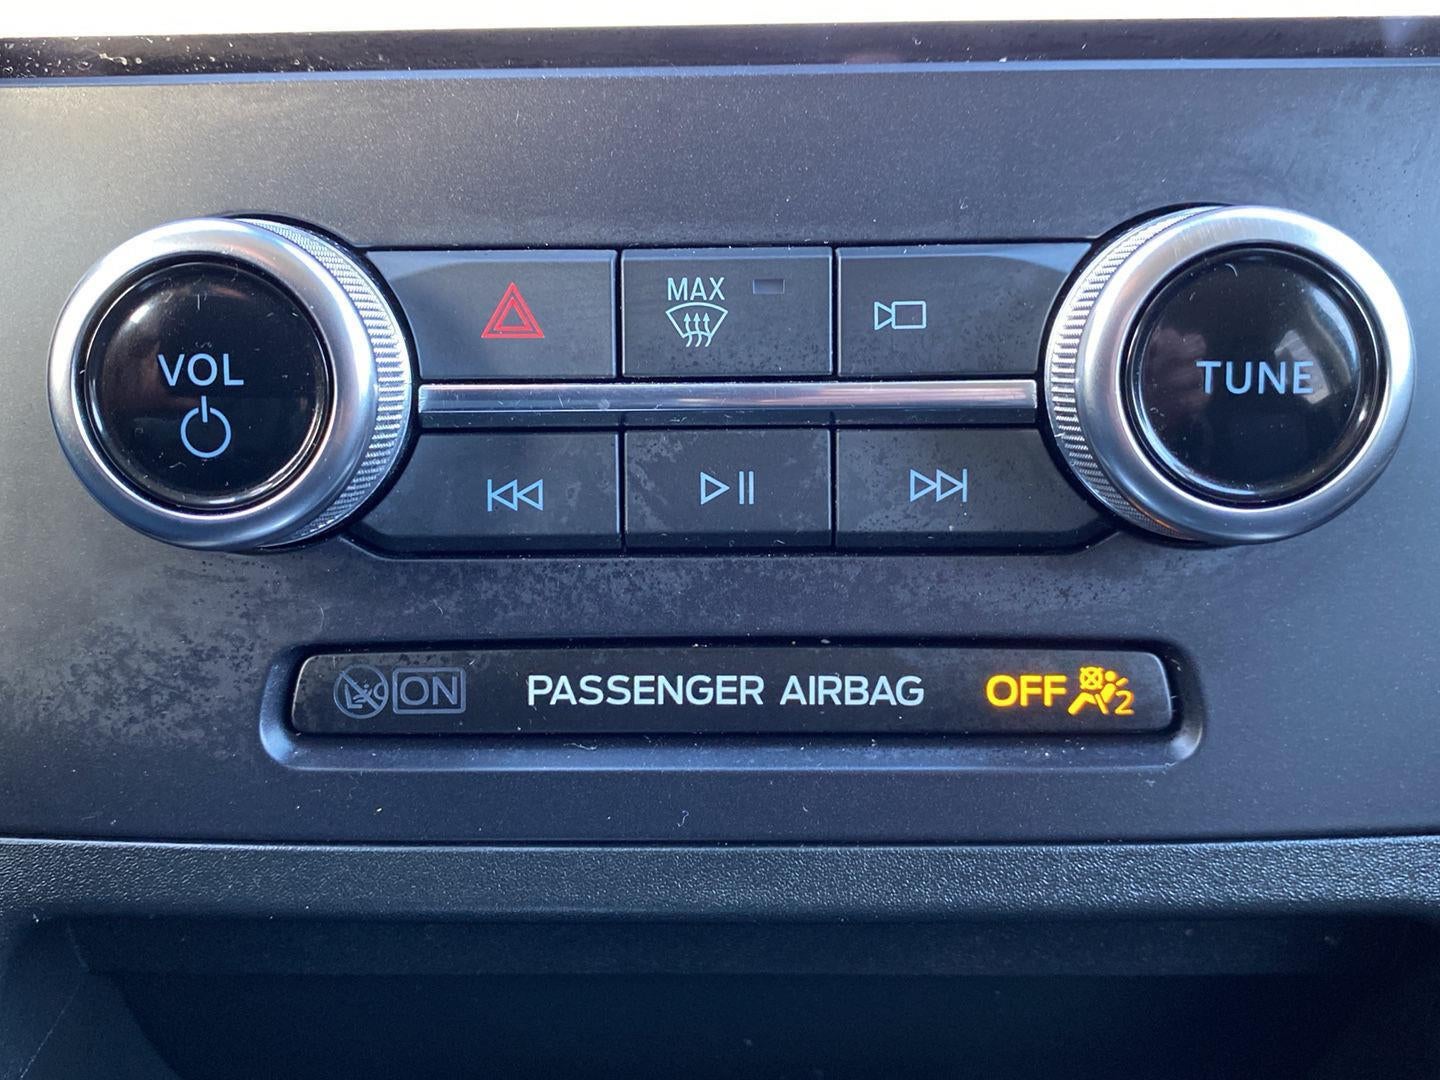 MAX
VOL
TUNE
ON PASSENGER AIRBAG OFF 2